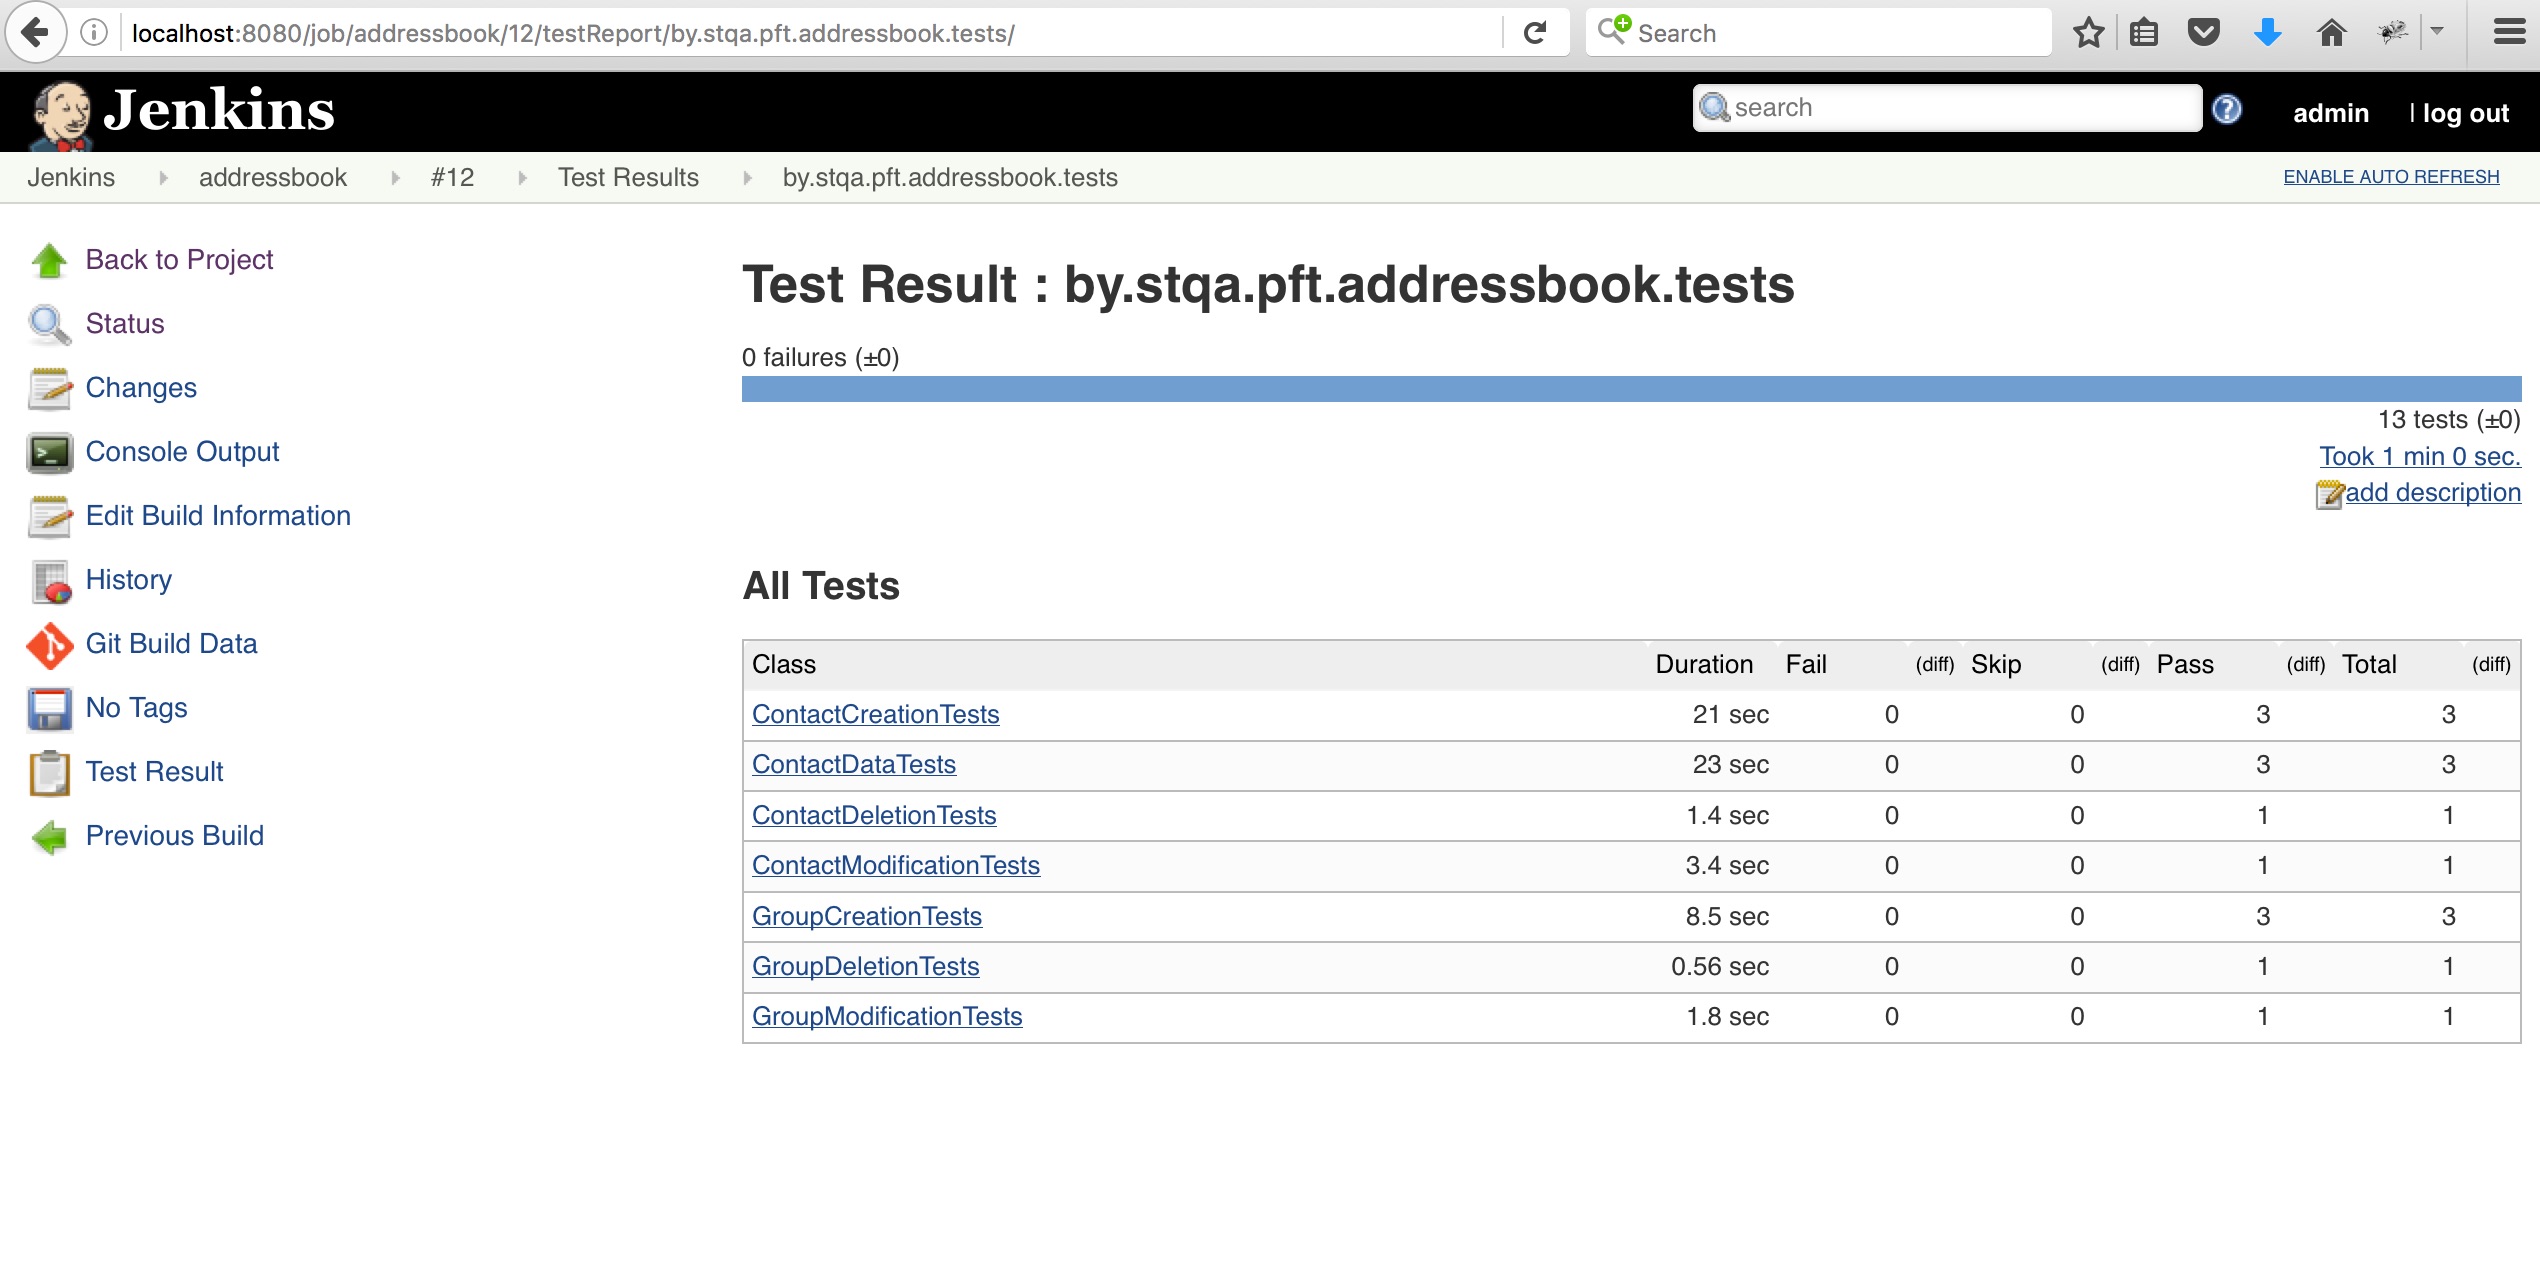 localhost:8080/job/addressbook/12/testReport/by.stqa.pft.addressbook.tests/
Search
Jenkins
search
admin
| log out
Jenkins
addressbook
#12
Test Results
by.stqa.pft.addressbook.tests
ENABLE AUTO REFRESH
Back to Project
Status
Changes
Console Output
Edit Build Information
History
Git Build Data
No Tags
Test Result
Previous Build
Test Result : by.stqa.pft.addressbook.tests
0 failures (±0)
13 tests (±0)
Took 1 min 0 sec.
add description
All Tests
Class Duration Fail (diff) Skip (diff) Pass (diff) Total (diff)
ContactCreationTests 21 sec 0 0 3 3
ContactDataTests 23 sec 0 0 3 3
ContactDeletionTests 1.4 sec 0 0 1 1
ContactModificationTests 3.4 sec 0 0 1 1
GroupCreationTests 8.5 sec 0 0 3 3
GroupDeletionTests 0.56 sec 0 0 1 1
GroupModificationTests 1.8 sec 0 0 1 1